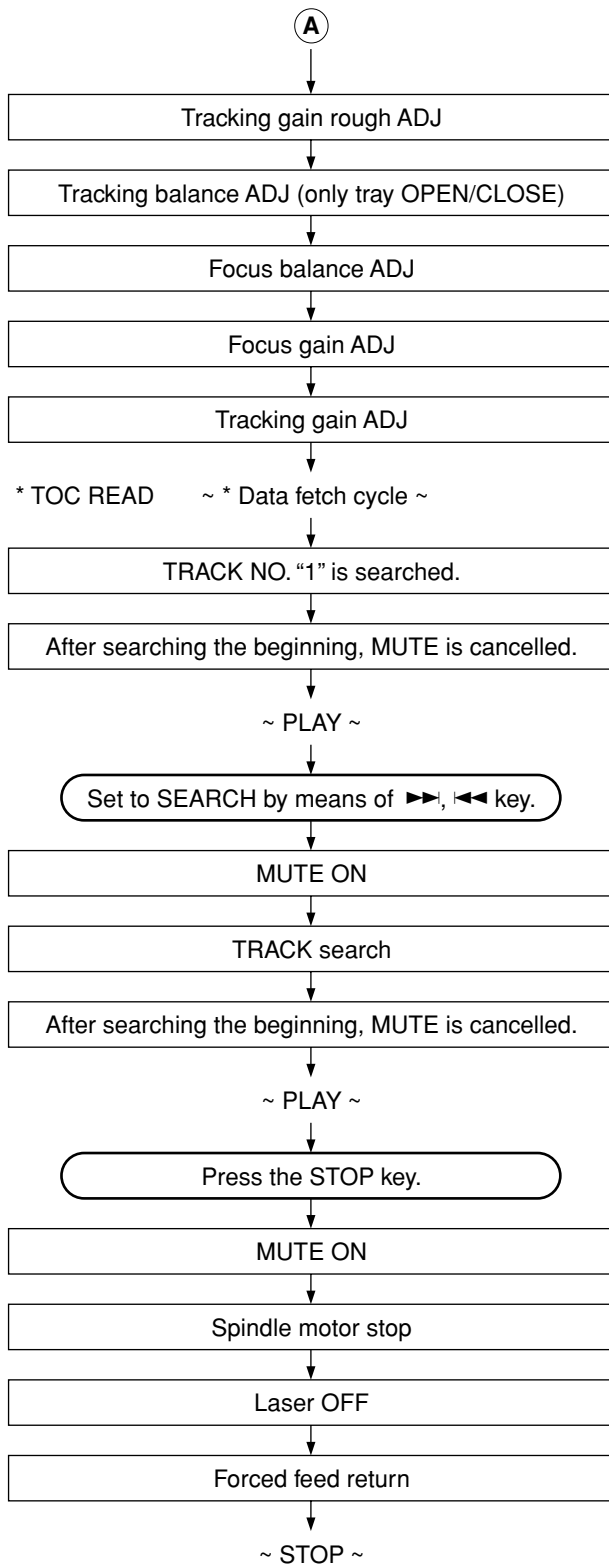 A
Tracking gain rough ADJ
Tracking balance ADJ (only tray OPEN/CLOSE)
Focus balance ADJ
Focus gain ADJ
Tracking gain ADJ
* TOC READ ~ * Data fetch cycle ~
TRACK NO. “1” is searched.
After searching the beginning, MUTE is cancelled.
~ PLAY ~
Set to SEARCH by means of ►►|, |◄◄ key.
MUTE ON
TRACK search
After searching the beginning, MUTE is cancelled.
~ PLAY ~
Press the STOP key.
MUTE ON
Spindle motor stop
Laser OFF
Forced feed return
~ STOP ~